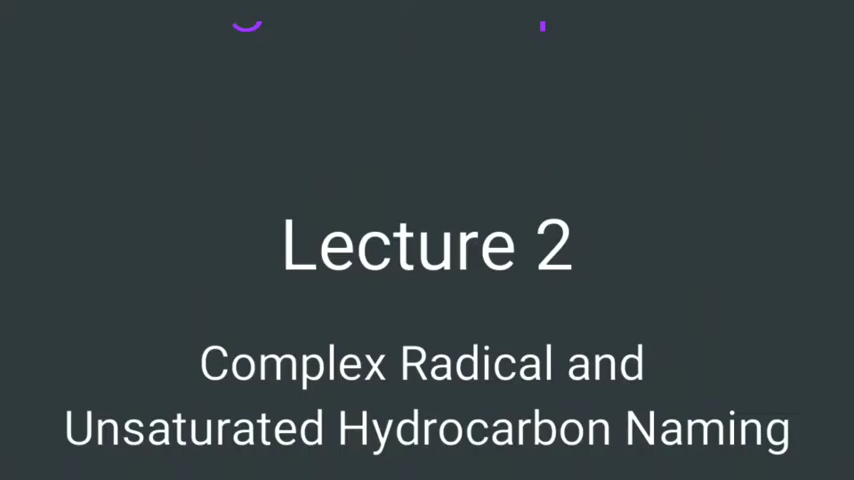 Lecture 2
Complex Radical and
Unsaturated Hydrocarbon Naming